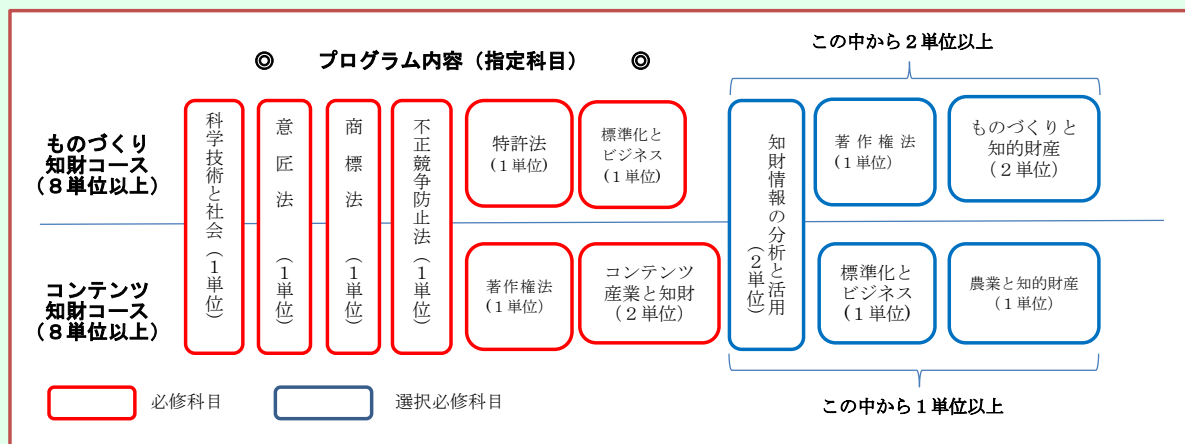 ◎ プログラム内容（指定科目） ◎
この中から２単位以上
ものづくり
知財コース
（８単位以上）
コンテンツ
知財コース
（８単位以上）
科学技術と社会（１単位）
意匠法（１単位）
商標法（１単位）
不正競争防止法（１単位）
特許法
（１単位）
標準化と
ビジネス
（１単位）
著作権法
（１単位）
コンテンツ
産業と知財
（２単位）
知財情報の分析と活用
（２単位）
著作権法
（１単位）
ものづくりと
知的財産
（２単位）
標準化と
ビジネス
（１単位）
農業と知的財産
（１単位）
必修科目
選択必修科目
この中から１単位以上